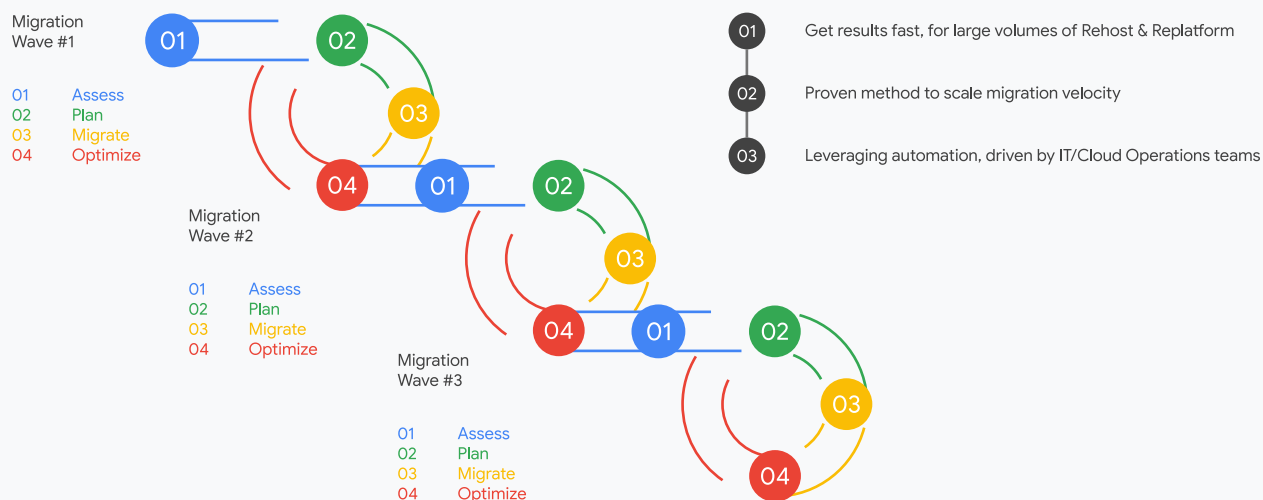 Migration
Wave #1
01 Assess
02 Plan
03 Migrate
04 Optimize
01
02
03
04
01 Get results fast, for large volumes of Rehost & Replatform
02 Proven method to scale migration velocity
03 Leveraging automation, driven by IT/Cloud Operations teams
Migration
Wave #2
01 Assess
02 Plan
03 Migrate
04 Optimize
01
02
03
04
Migration
Wave #3
01 Assess
02 Plan
03 Migrate
04 Optimize
01
02
03
04